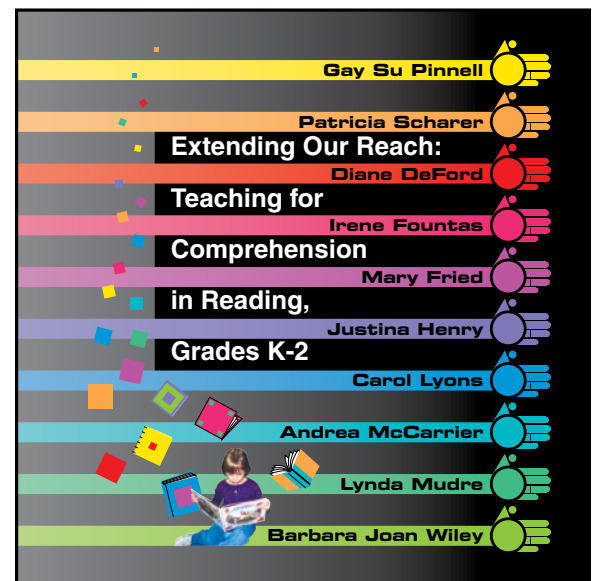 Gay Su Pinnell
Patricia Scharer
Extending Our Reach:
Diane DeFord
Teaching for
Irene Fountas
Comprehension
Mary Fried
in Reading,
Justina Henry
Grades K-2
Carol Lyons
Andrea McCarrier
Lynda Mudre
Barbara Joan Wiley